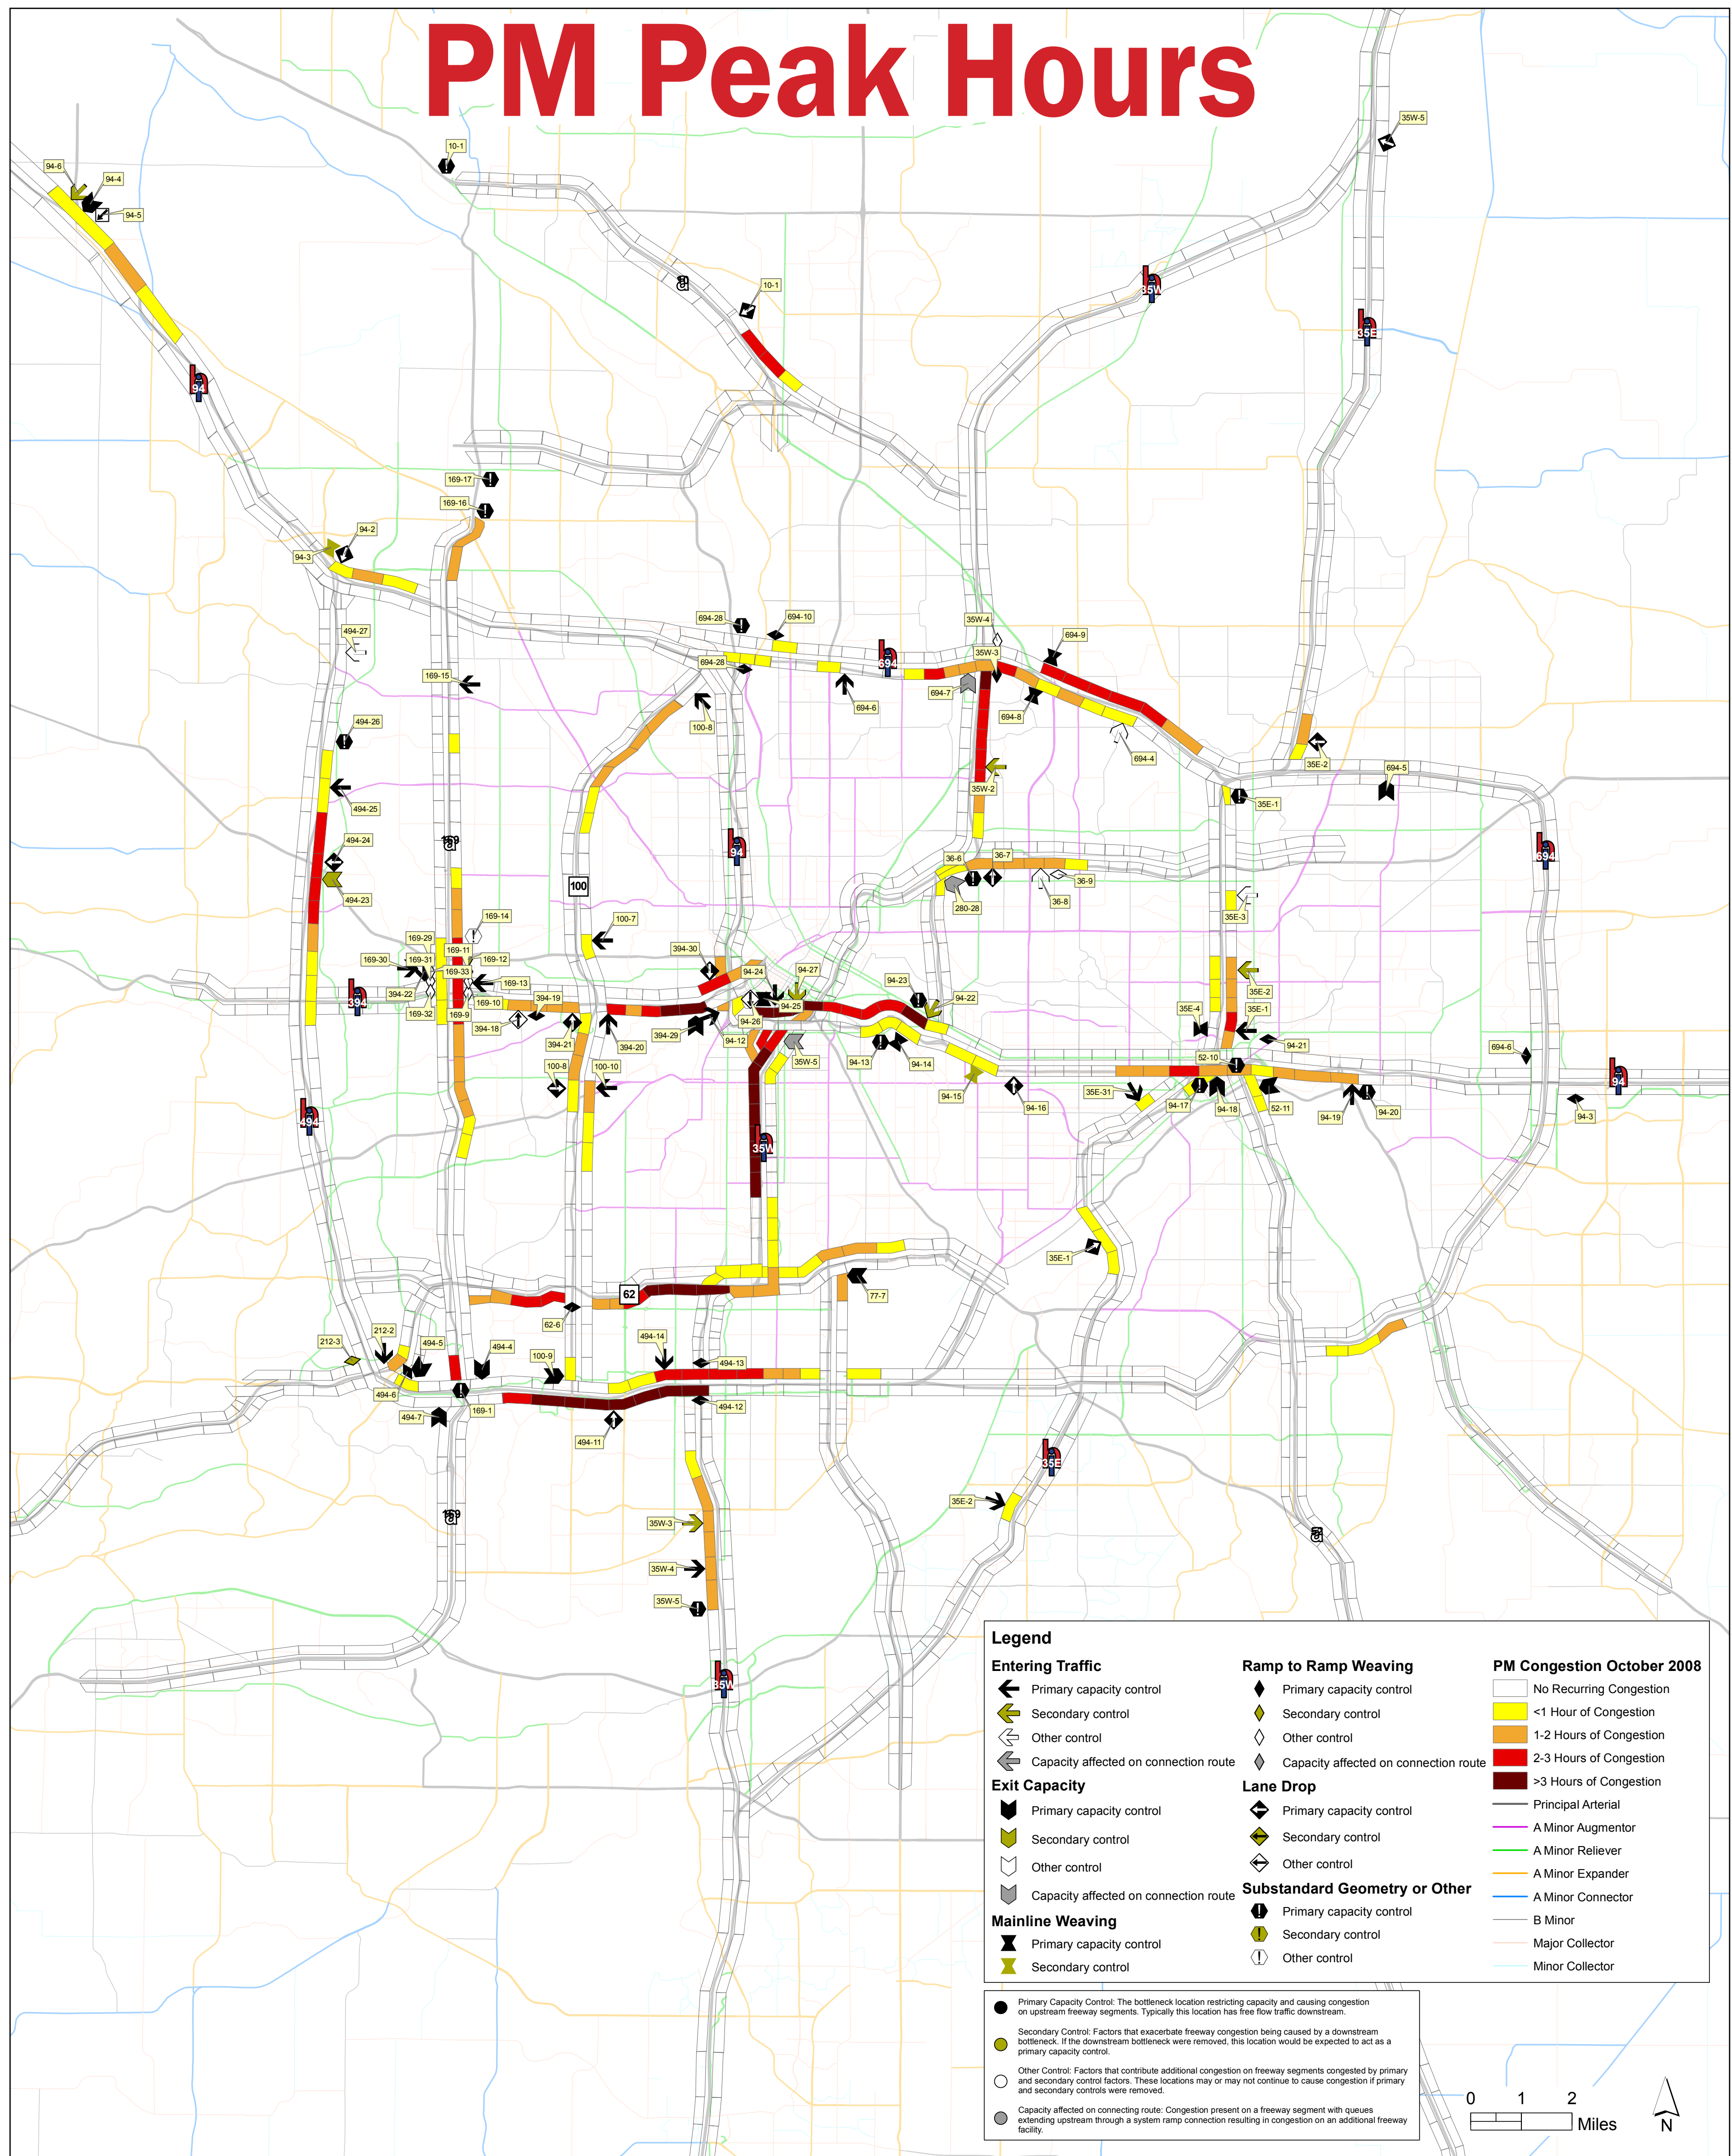 PM Peak Hours
35W-5
10-1
94-6
94-4
94-5
10-1
35W
35E
94
169-17
169-16
94-2
94-3
494-27
694-28
694-10
35W-4
694-9
35W-3
694
694-28
169-15
694-7
694-6
694-8
100-8
494-26
694-4
35E-2
694-5
35W-2
494-25
35E-1
494-24
169
94
694
36-6
36-7
100
36-9
494-23
280-28
36-8
169-14
100-7
35E-3
169-29
169-11
394-30
169-30
169-31
169-12
94-24
94-27
169-33
94-23
169-13
35E-2
394-22
394
169-10
394-19
94-25
94-22
169-32
169-9
35E-4
35E-1
394-18
94-26
394-21
394-20
394-29
94-12
35W-5
94-13
94-14
94-21
694-6
52-10
100-8
100-10
94
94-15
35E-31
94-16
94-17
94-18
52-11
94-19
94-20
94-3
494
35W
35E-1
62
77-7
62-6
212-3
212-2
494-5
494-4
494-14
100-9
494-13
494-6
494-7
169-1
494-12
494-11
35E
35E-2
169
35W-3
35W-4
35W-5
35W
Legend
Entering Traffic
Primary capacity control
Secondary control
Other control
Capacity affected on connection route
Exit Capacity
Primary capacity control
Secondary control
Other control
Capacity affected on connection route
Mainline Weaving
Primary capacity control
Secondary control
Ramp to Ramp Weaving
Primary capacity control
Secondary control
Other control
Capacity affected on connection route
Lane Drop
Primary capacity control
Secondary control
Other control
Substandard Geometry or Other
Primary capacity control
Secondary control
Other control
PM Congestion October 2008
No Recurring Congestion
<1 Hour of Congestion
1-2 Hours of Congestion
2-3 Hours of Congestion
>3 Hours of Congestion
Principal Arterial
A Minor Augmentor
A Minor Reliever
A Minor Expander
A Minor Connector
B Minor
Major Collector
Minor Collector
Primary Capacity Control: The bottleneck location restricting capacity and causing congestion
on upstream freeway segments. Typically this location has free flow traffic downstream.
Secondary Control: Factors that exacerbate freeway congestion being caused by a downstream
bottleneck. If the downstream bottleneck were removed, this location would be expected to act as a
primary capacity control.
Other Control: Factors that contribute additional congestion on freeway segments congested by primary
and secondary control factors. These locations may or may not continue to cause congestion if primary
and secondary controls were removed.
Capacity affected on connecting route: Congestion present on a freeway segment with queues
extending upstream through a system ramp connection resulting in congestion on an additional freeway
facility.
0 1 2
Miles
N